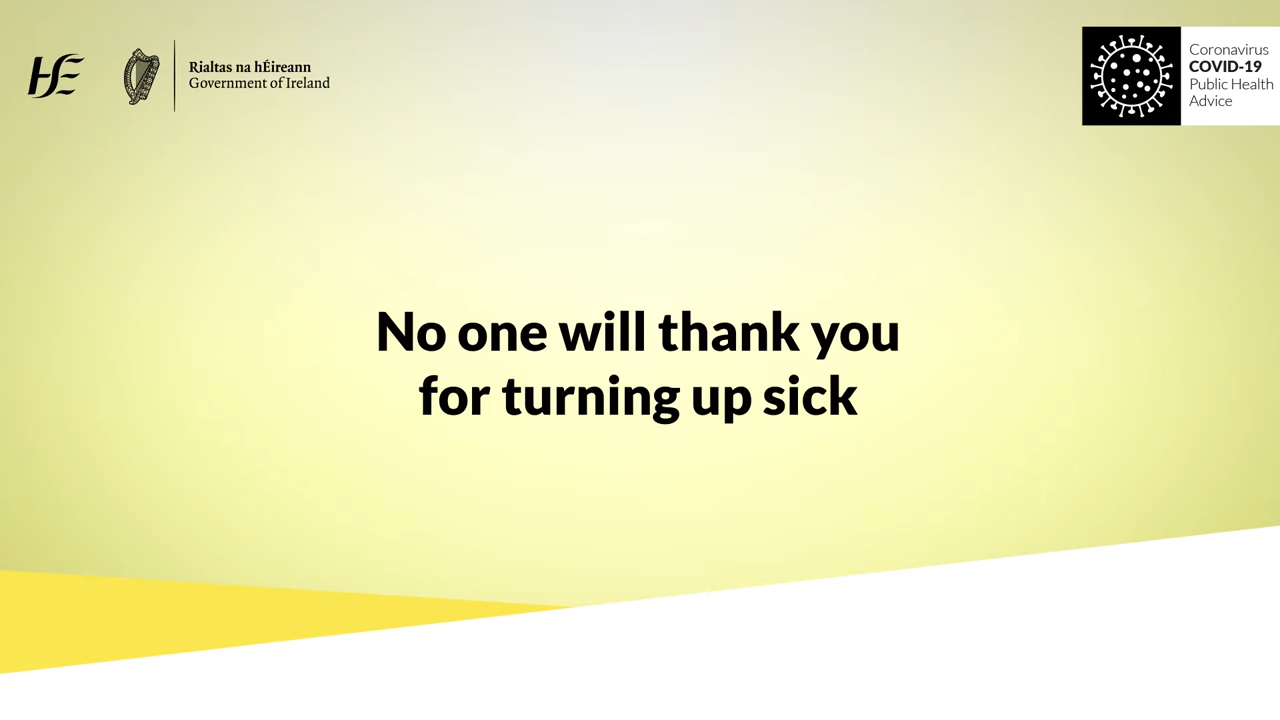 HSE
Rialtas na hÉireann
Government of Ireland
Coronavirus
COVID-19
Public Health
Advice
No one will thank you
for turning up sick